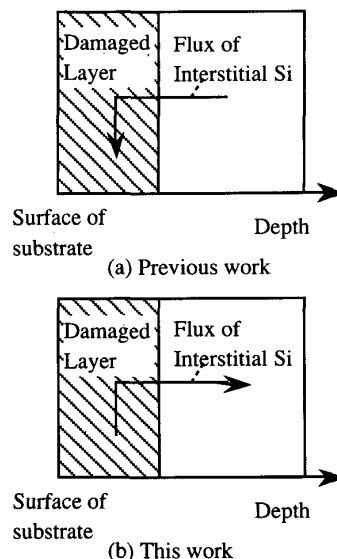 Damaged
Layer
Flux of
Interstitial Si
Surface of
substrate
Depth
(a) Previous work
Damaged
Layer
Flux of
Interstitial Si
Surface of
substrate
Depth
(b) This work